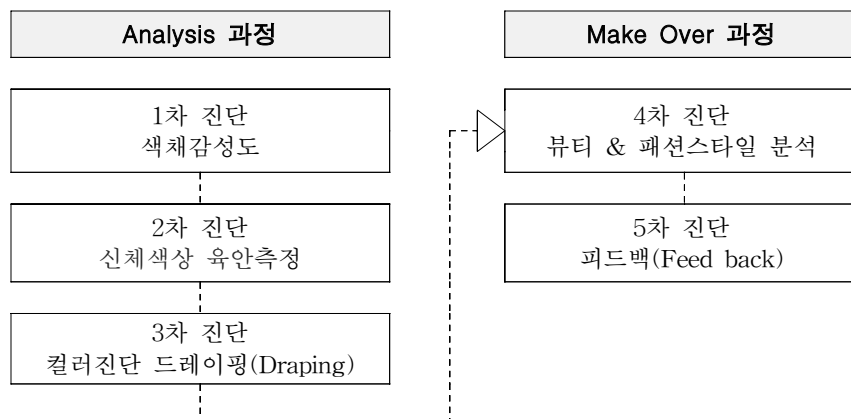 Analysis 과정
1차 진단
색채감성도
2차 진단
신체색상 육안측정
3차 진단
컬러진단 드레이핑(Draping)
Make Over 과정
4차 진단
뷰티 & 패션스타일 분석
5차 진단
피드백(Feed back)